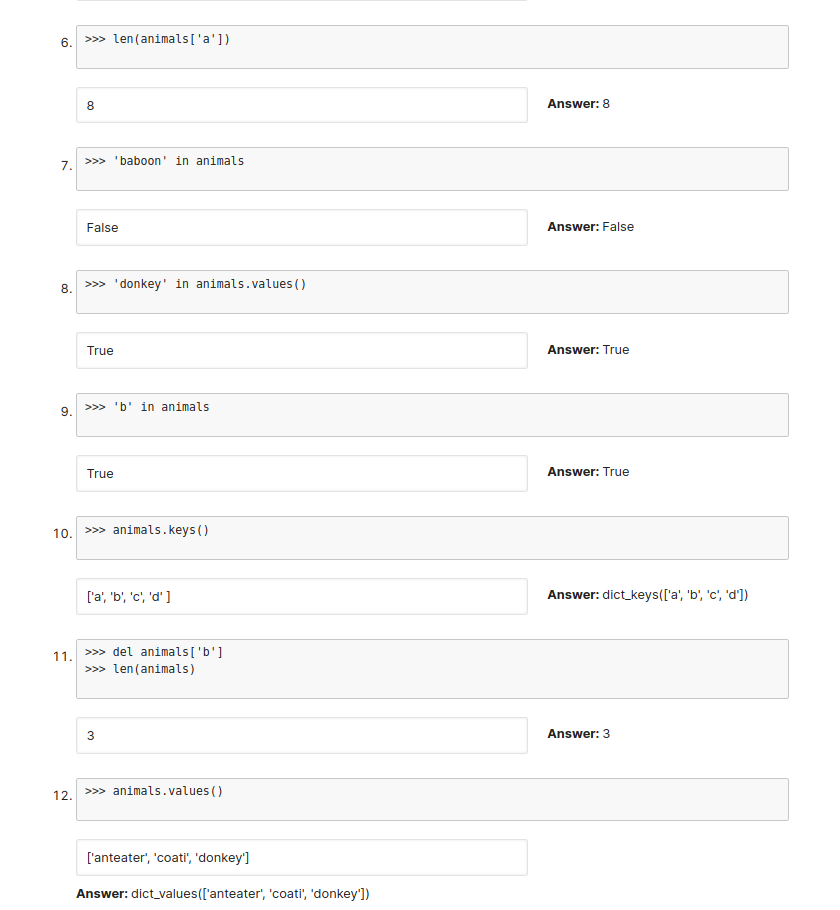 6. >>> len(animals['a'])
8 Answer: 8
7. >>> 'baboon' in animals
False Answer: False
8. >>> 'donkey' in animals.values()
True Answer: True
9. >>> 'b' in animals
True Answer: True
10. >>> animals.keys()
['a', 'b', 'c', 'd' ] Answer: dict_keys(['a', 'b', 'c', 'd'])
11. >>> del animals['b']
>>> len(animals)
3 Answer: 3
12. >>> animals.values()
['anteater', 'coati', 'donkey']
Answer: dict_values(['anteater', 'coati', 'donkey'])